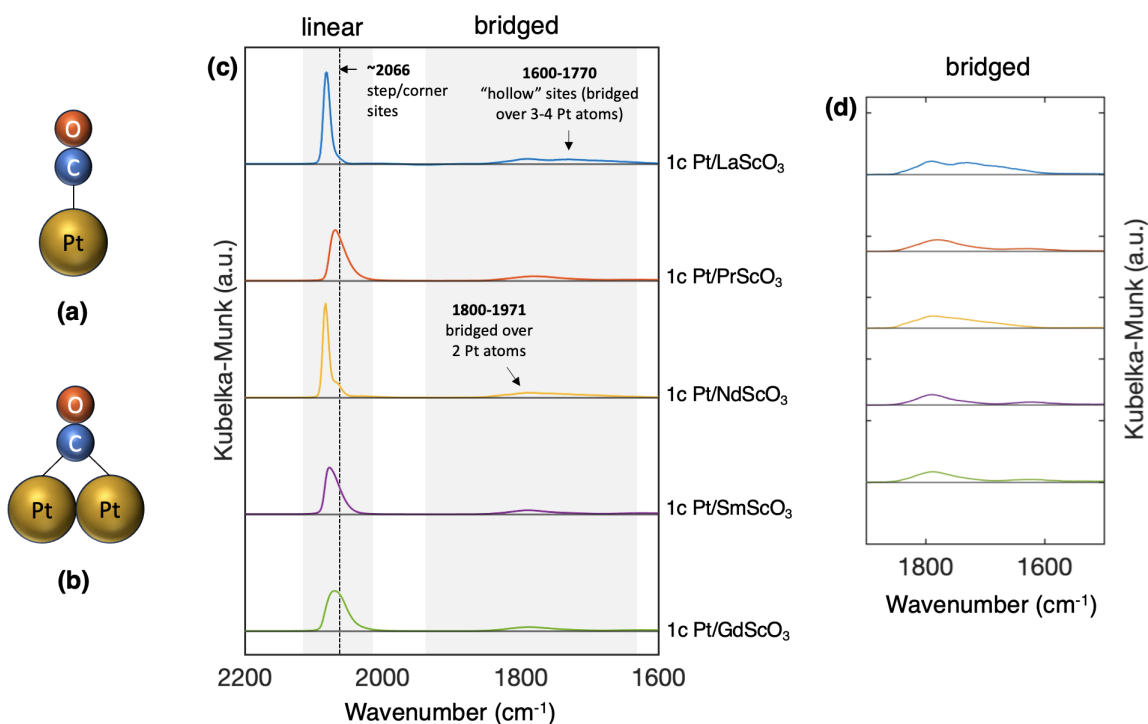 O
C
Pt
(a)
O
C
Pt Pt
(b)
linear
bridged
(c)
~2066
step/corner
sites
1600-1770
“hollow” sites (bridged
over 3-4 Pt atoms)
1c Pt/LaScO₃
1c Pt/PrScO₃
1800-1971
bridged over
2 Pt atoms
1c Pt/NdScO₃
1c Pt/SmScO₃
1c Pt/GdScO₃
Kubelka-Munk (a.u.)
2200 2000 1800 1600
Wavenumber (cm⁻¹)
bridged
(d)
Kubelka-Munk (a.u.)
1800 1600
Wavenumber (cm⁻¹)